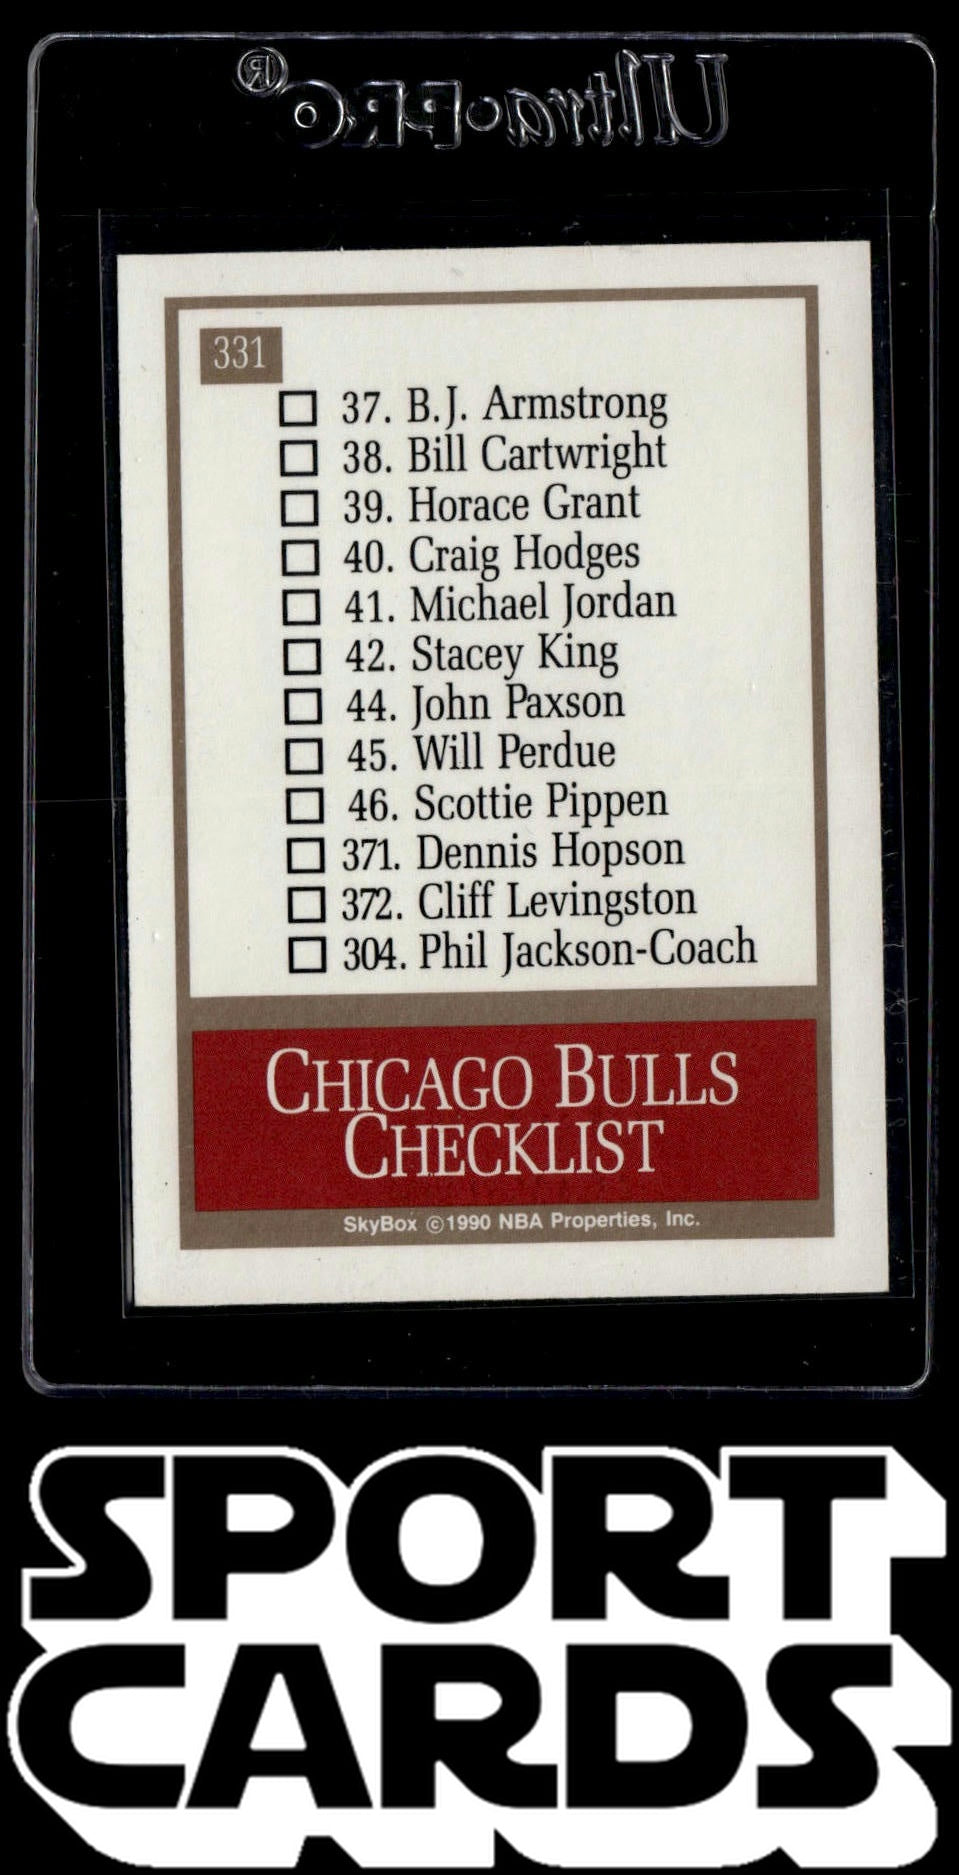 Ultra•PRO®
331
37. B.J. Armstrong
38. Bill Cartwright
39. Horace Grant
40. Craig Hodges
41. Michael Jordan
42. Stacey King
44. John Paxson
45. Will Perdue
46. Scottie Pippen
371. Dennis Hopson
372. Cliff Levingston
304. Phil Jackson-Coach
CHICAGO BULLS
CHECKLIST
SkyBox ©1990 NBA Properties, Inc.
SPORT
CARDS